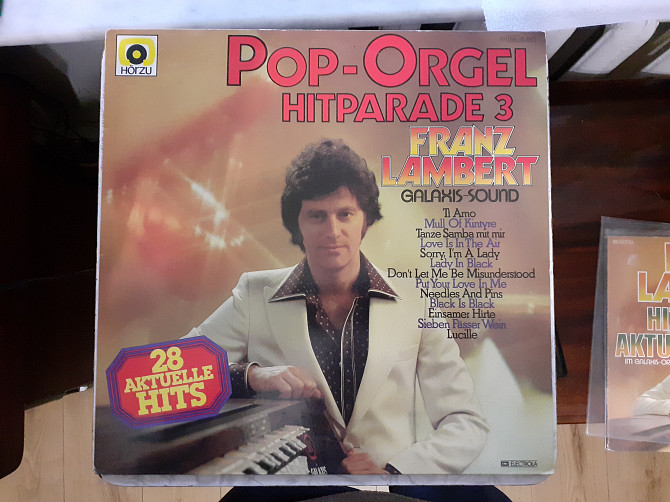 HÖRZU
POP-ORGEL
HITPARADE 3
FRANZ
LAMBERT
GALAXIS-SOUND
Ti Amo
Mull Of Kintyre
Tanze Samba mit mir
Love Is In The Air
Sorry, I'm A Lady
Lady In Black
Don't Let Me Be Misunderstood
Put Your Love In Me
Needles And Pins
Black Is Black
Einsamer Hirte
Sieben Fässer Wein
Lucille
28
AKTUELLE
HITS
EMI ELECTROLA